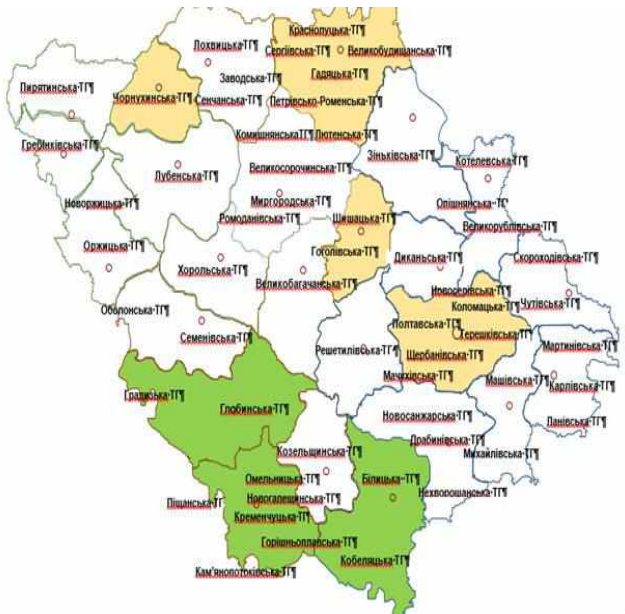 Краснолуцька·ТГ¶
Лохвицька·ТГ¶
Сергіївська·ТГ¶
Великобудищанська·ТГ¶
Гадяцька·ТГ¶
Заводська·ТГ¶
Пирятинська·ТГ¶
Чорнухинська·ТГ¶
Сенчанська·ТГ¶
Петрівсько-Роменська·ТГ¶
Комишнянська·ТГ¶
Лютенська·ТГ¶
Гребінківська·ТГ¶
Зіньківська·ТГ¶
Котелевська·ТГ¶
Лубенська·ТГ¶
Великосорочинська·ТГ¶
Новоржицька·ТГ¶
Миргородська·ТГ¶
Опішнянська·ТГ¶
Ромоданівська·ТГ¶
Шишацька·ТГ¶
Великорублівська·ТГ¶
Оржицька·ТГ¶
Гоголівська·ТГ¶
Диканьська·ТГ¶
Скороходівська·ТГ¶
Хорольська·ТГ¶
Великобагачанська·ТГ¶
Новоселівська·ТГ¶
Коломацька·ТГ¶
Чутівська·ТГ¶
Оболонська·ТГ¶
Полтавська·ТГ¶
Терешківська·ТГ¶
Семенівська·ТГ¶
Решетилівська·ТГ¶
Щербанівська·ТГ¶
Мартинівська·ТГ¶
Мачухівська·ТГ¶
Машівська·ТГ¶
Карлівська·ТГ¶
Градизька·ТГ¶
Глобинська·ТГ¶
Новосанжарська·ТГ¶
Ланівська·ТГ¶
Драбинівська·ТГ¶
Козельщинська·ТГ¶
Михайлівська·ТГ¶
Омельницька·ТГ¶
Білицька·ТГ¶
Нехворощанська·ТГ¶
Піщанська·ТГ¶
Новогалещинська·ТГ¶
Кременчуцька·ТГ¶
Горішньоплавська·ТГ¶
Кобеляцька·ТГ¶
Кам'янопотоківська·ТГ¶